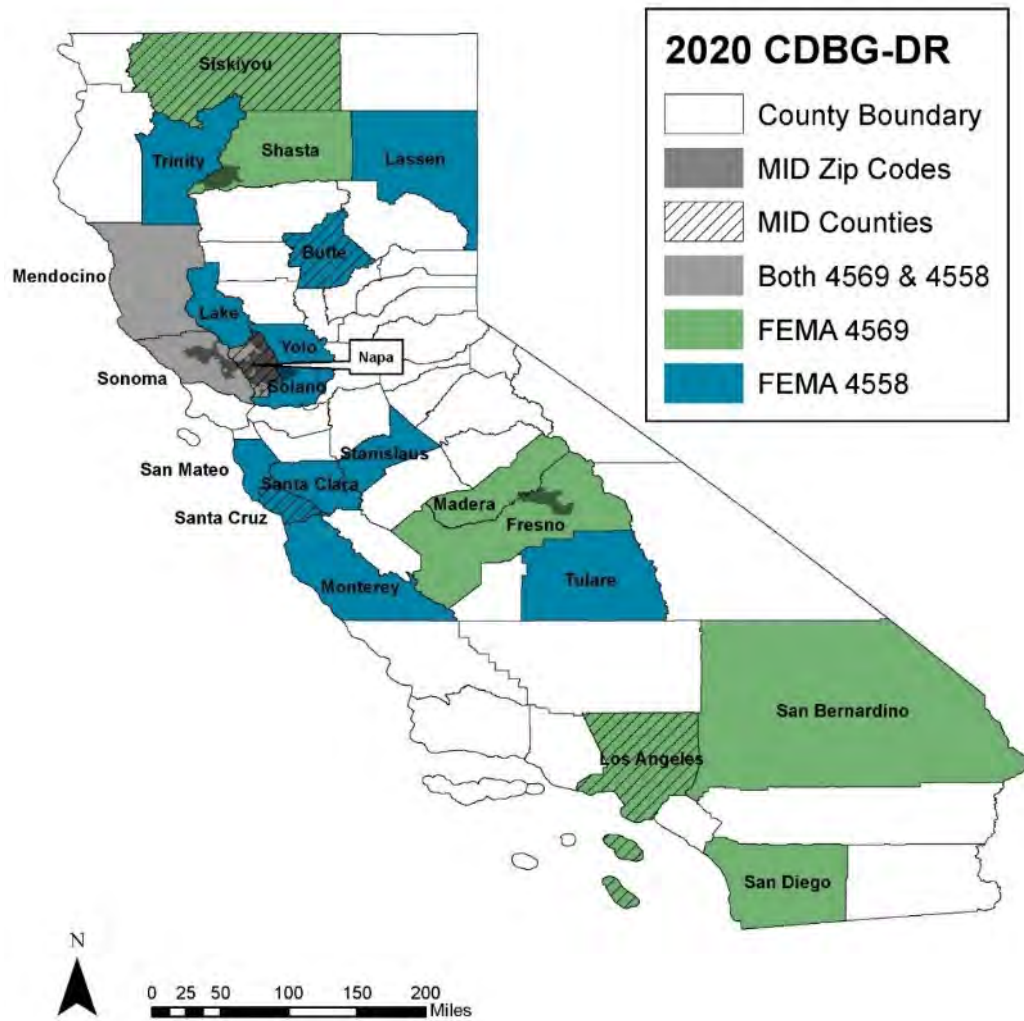 2020 CDBG-DR
County Boundary
MID Zip Codes
MID Counties
Both 4569 & 4558
FEMA 4569
FEMA 4558
Siskiyou
Trinity
Shasta
Lassen
Butte
Mendocino
Lake
Yolo
Napa
Sonoma
Solano
San Mateo
Stanislaus
Santa Clara
Santa Cruz
Madera
Fresno
Monterey
Tulare
San Bernardino
Los Angeles
San Diego
N
0 25 50 100 150 200
Miles